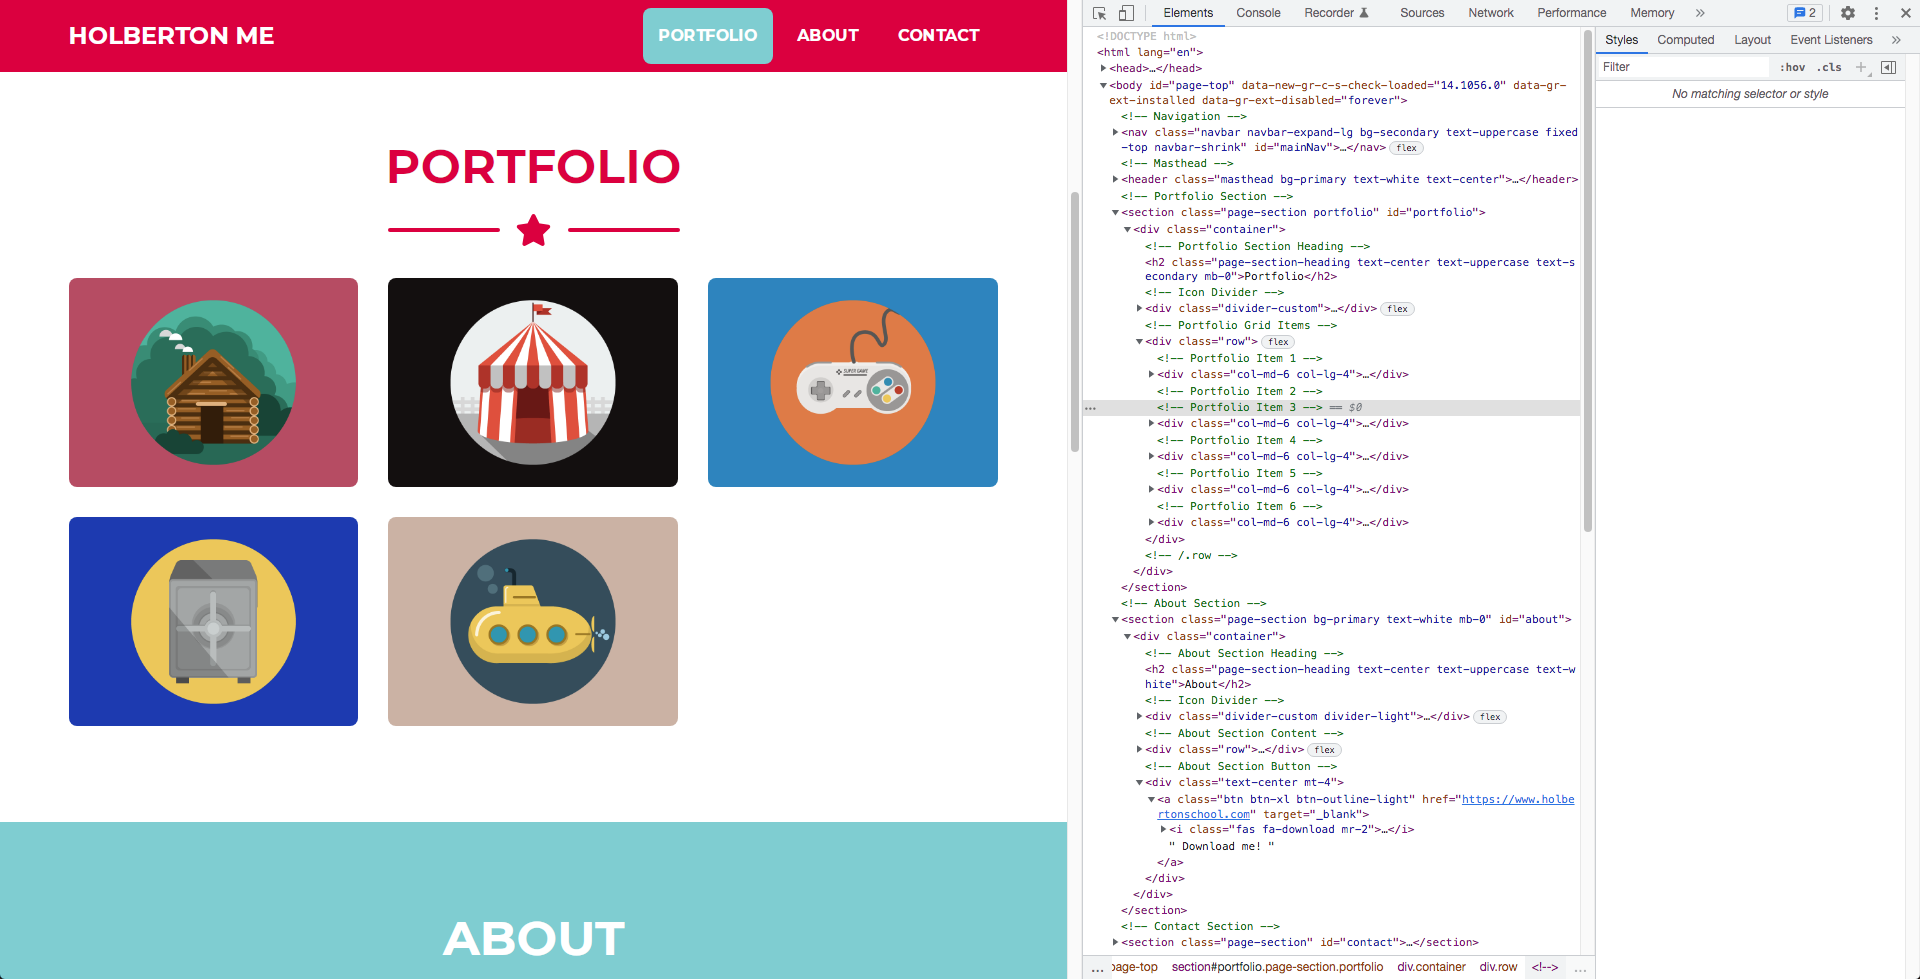 HOLBERTON ME
PORTFOLIO
ABOUT
CONTACT
PORTFOLIO
SUPER GAME
ABOUT
Elements
Console
Recorder
Sources
Network
Performance
Memory
»
2
<!DOCTYPE html>
<html lang="en">
<head>…</head>
<body id="page-top" data-new-gr-c-s-check-loaded="14.1056.0" data-gr-
ext-installed data-gr-ext-disabled="forever">
<!-- Navigation -->
<nav class="navbar navbar-expand-lg bg-secondary text-uppercase fixed
-top navbar-shrink" id="mainNav">…</nav> flex
<!-- Masthead -->
<header class="masthead bg-primary text-white text-center">…</header>
<!-- Portfolio Section -->
<section class="page-section portfolio" id="portfolio">
<div class="container">
<!-- Portfolio Section Heading -->
<h2 class="page-section-heading text-center text-uppercase text-s
econdary mb-0">Portfolio</h2>
<!-- Icon Divider -->
<div class="divider-custom">…</div> flex
<!-- Portfolio Grid Items -->
<div class="row"> flex
<!-- Portfolio Item 1 -->
<div class="col-md-6 col-lg-4">…</div>
<!-- Portfolio Item 2 -->
... <!-- Portfolio Item 3 --> == $0
<div class="col-md-6 col-lg-4">…</div>
<!-- Portfolio Item 4 -->
<div class="col-md-6 col-lg-4">…</div>
<!-- Portfolio Item 5 -->
<div class="col-md-6 col-lg-4">…</div>
<!-- Portfolio Item 6 -->
<div class="col-md-6 col-lg-4">…</div>
</div>
<!-- /.row -->
</div>
</section>
<!-- About Section -->
<section class="page-section bg-primary text-white mb-0" id="about">
<div class="container">
<!-- About Section Heading -->
<h2 class="page-section-heading text-center text-uppercase text-w
hite">About</h2>
<!-- Icon Divider -->
<div class="divider-custom divider-light">…</div> flex
<!-- About Section Content -->
<div class="row">…</div> flex
<!-- About Section Button -->
<div class="text-center mt-4">
<a class="btn btn-xl btn-outline-light" href="https://www.holbe
rtonschool.com" target="_blank">
<i class="fas fa-download mr-2">…</i>
" Download me! "
</a>
</div>
</div>
</section>
<!-- Contact Section -->
<section class="page-section" id="contact">…</section>
... page-top section#portfolio.page-section.portfolio div.container div.row <!--> ...
Styles
Computed
Layout
Event Listeners
»
Filter
:hov .cls +
No matching selector or style